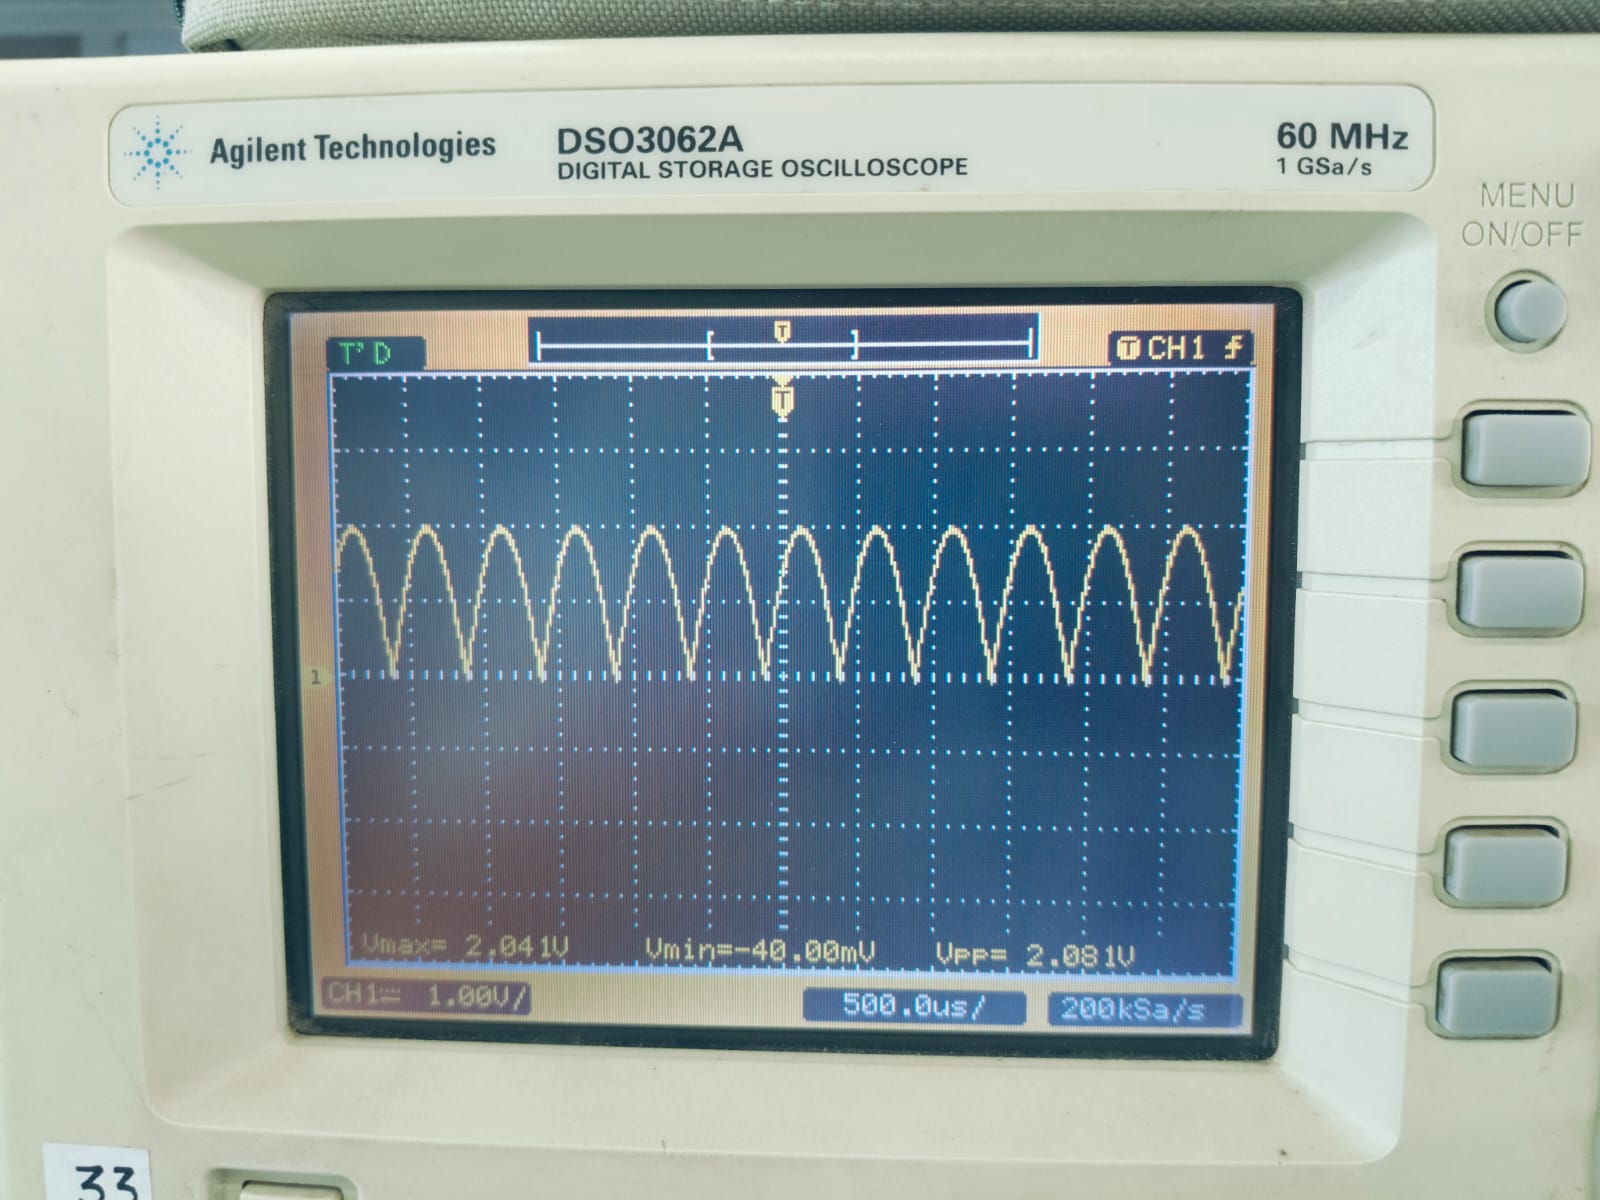 Agilent Technologies
DSO3062A
DIGITAL STORAGE OSCILLOSCOPE
60 MHz
1 GSa/s
MENU
ON/OFF
T'D
T
T CH1
T
1
Vmax= 2.041V Vmin=-40.00mV Vpp= 2.081V
CH1 1.00V/ 500.0us/ 200kSa/s
33